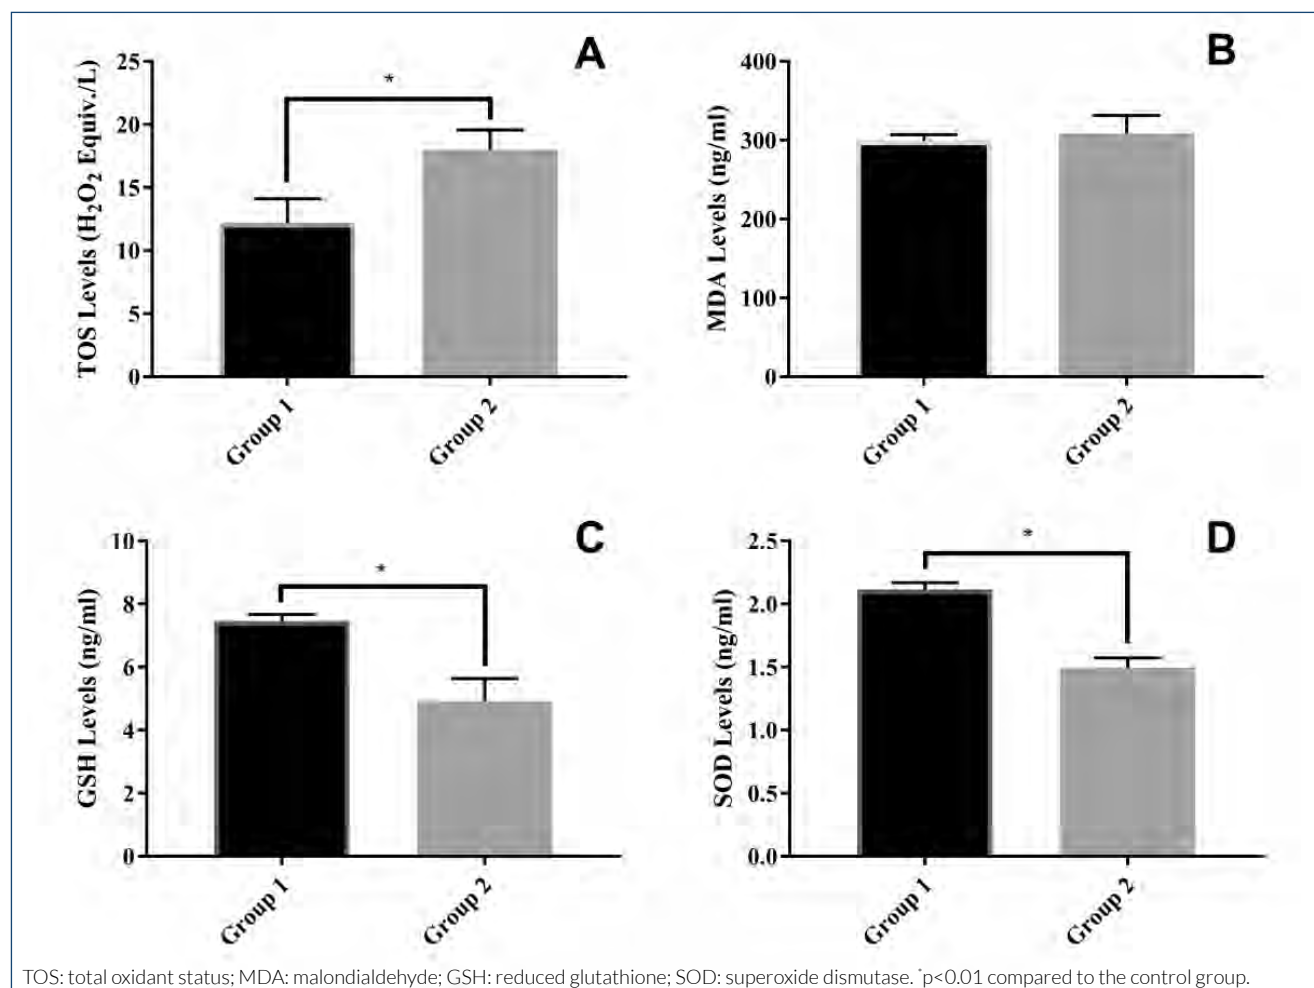 A
TOS Levels (H₂O₂ Equiv./L)
25
20
15
10
5
0
*
Group 1
Group 2
B
MDA Levels (ng/ml)
400
300
200
100
0
Group 1
Group 2
C
GSH Levels (ng/ml)
10
8
6
4
2
0
*
Group 1
Group 2
D
SOD Levels (ng/ml)
2.5
2.0
1.5
1.0
0.5
0.0
*
Group 1
Group 2
TOS: total oxidant status; MDA: malondialdehyde; GSH: reduced glutathione; SOD: superoxide dismutase. *p<0.01 compared to the control group.